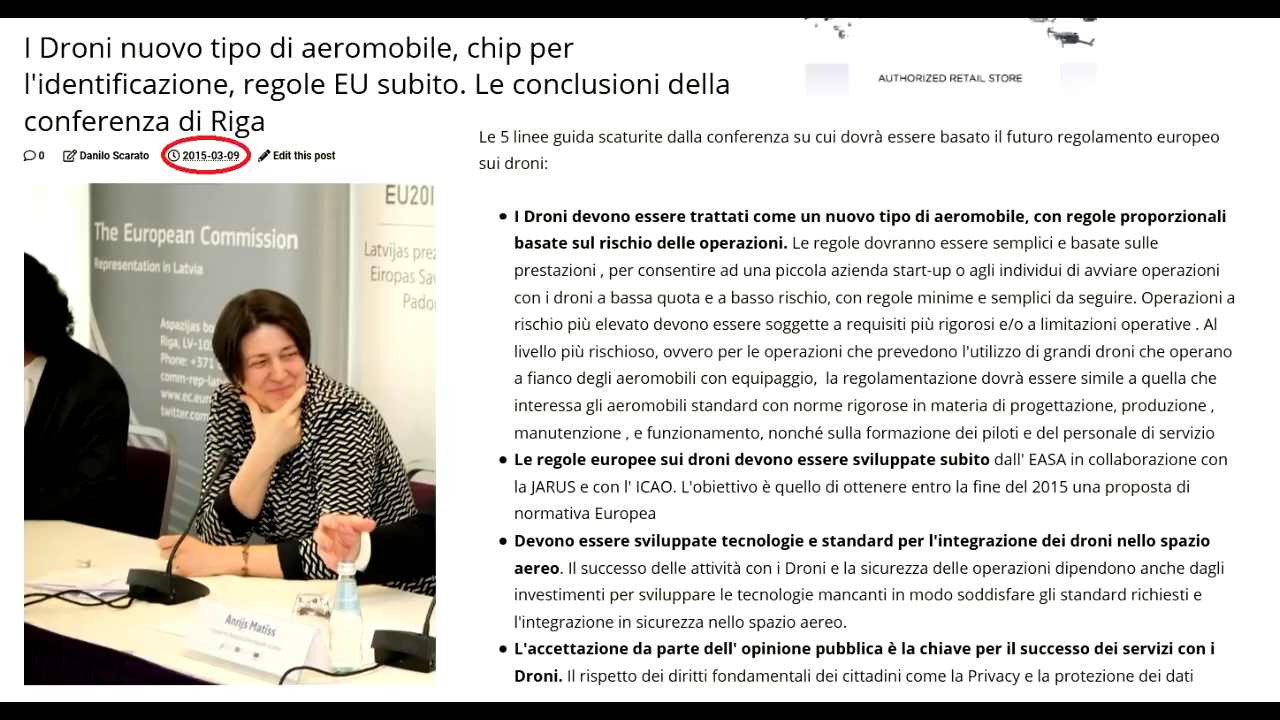 I Droni nuovo tipo di aeromobile, chip per
l'identificazione, regole EU subito. Le conclusioni della
conferenza di Riga
0 Danilo Scarato 2015-03-09 Edit this post
AUTHORIZED RETAIL STORE
EU201
The European Commission
Representation in Latvia
Latvijas prez
Eiropas Sav
Pado
Aspazijas bo
Riga, LV-10
Phone: +371
comm-rep-lat
www.ec.eur
twitter.com
Anrijs Matīss
Le 5 linee guida scaturite dalla conferenza su cui dovrà essere basato il futuro regolamento europeo
sui droni:
● I Droni devono essere trattati come un nuovo tipo di aeromobile, con regole proporzionali
basate sul rischio delle operazioni. Le regole dovranno essere semplici e basate sulle
prestazioni , per consentire ad una piccola azienda start-up o agli individui di avviare operazioni
con i droni a bassa quota e a basso rischio, con regole minime e semplici da seguire. Operazioni a
rischio più elevato devono essere soggette a requisiti più rigorosi e/o a limitazioni operative . Al
livello più rischioso, ovvero per le operazioni che prevedono l'utilizzo di grandi droni che operano
a fianco degli aeromobili con equipaggio, la regolamentazione dovrà essere simile a quella che
interessa gli aeromobili standard con norme rigorose in materia di progettazione, produzione ,
manutenzione , e funzionamento, nonché sulla formazione dei piloti e del personale di servizio
● Le regole europee sui droni devono essere sviluppate subito dall' EASA in collaborazione con
la JARUS e con l' ICAO. L'obiettivo è quello di ottenere entro la fine del 2015 una proposta di
normativa Europea
● Devono essere sviluppate tecnologie e standard per l'integrazione dei droni nello spazio
aereo. Il successo delle attività con i Droni e la sicurezza delle operazioni dipendono anche dagli
investimenti per sviluppare le tecnologie mancanti in modo soddisfare gli standard richiesti e
l'integrazione in sicurezza nello spazio aereo.
● L'accettazione da parte dell' opinione pubblica è la chiave per il successo dei servizi con i
Droni. Il rispetto dei diritti fondamentali dei cittadini come la Privacy e la protezione dei dati